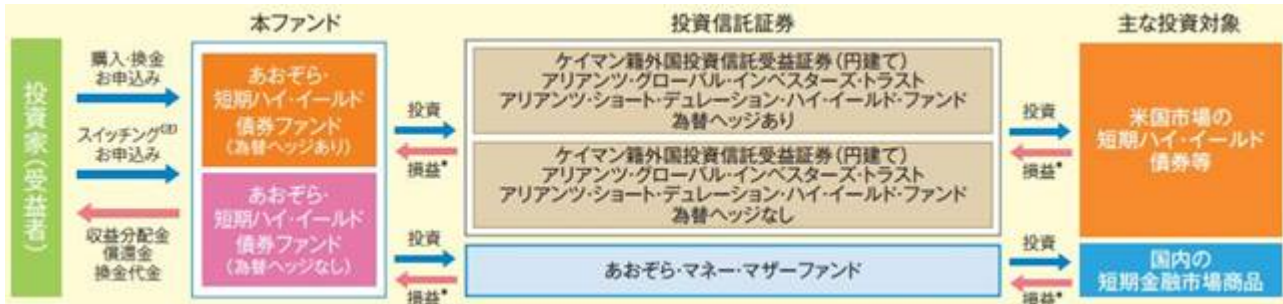 本ファンド
投資信託証券
主な投資対象
投資家(受益者)
購入・換金
お申込み
スイッチング(注)
お申込み
収益分配金
償還金
換金代金
あおぞら・
短期ハイ・イールド
債券ファンド
(為替ヘッジあり)
あおぞら・
短期ハイ・イールド
債券ファンド
(為替ヘッジなし)
投資
損益*
投資
損益*
ケイマン籍外国投資信託受益証券(円建て)
アリアンツ・グローバル・インベスターズ・トラスト
アリアンツ・ショート・デュレーション・ハイ・イールド・ファンド
為替ヘッジあり
ケイマン籍外国投資信託受益証券(円建て)
アリアンツ・グローバル・インベスターズ・トラスト
アリアンツ・ショート・デュレーション・ハイ・イールド・ファンド
為替ヘッジなし
あおぞら・マネー・マザーファンド
投資
損益*
投資
損益*
米国市場の
短期ハイ・イールド
債券等
国内の
短期金融市場商品